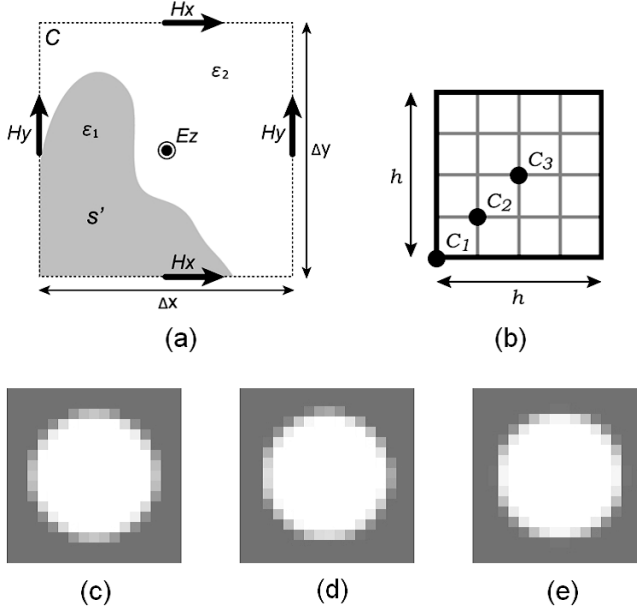 Hx
C
ε₂
Hy
ε₁
Ez
Hy
Δy
s'
Hx
Δx
(a)
h
C₃
C₂
C₁
h
(b)
(c)
(d)
(e)